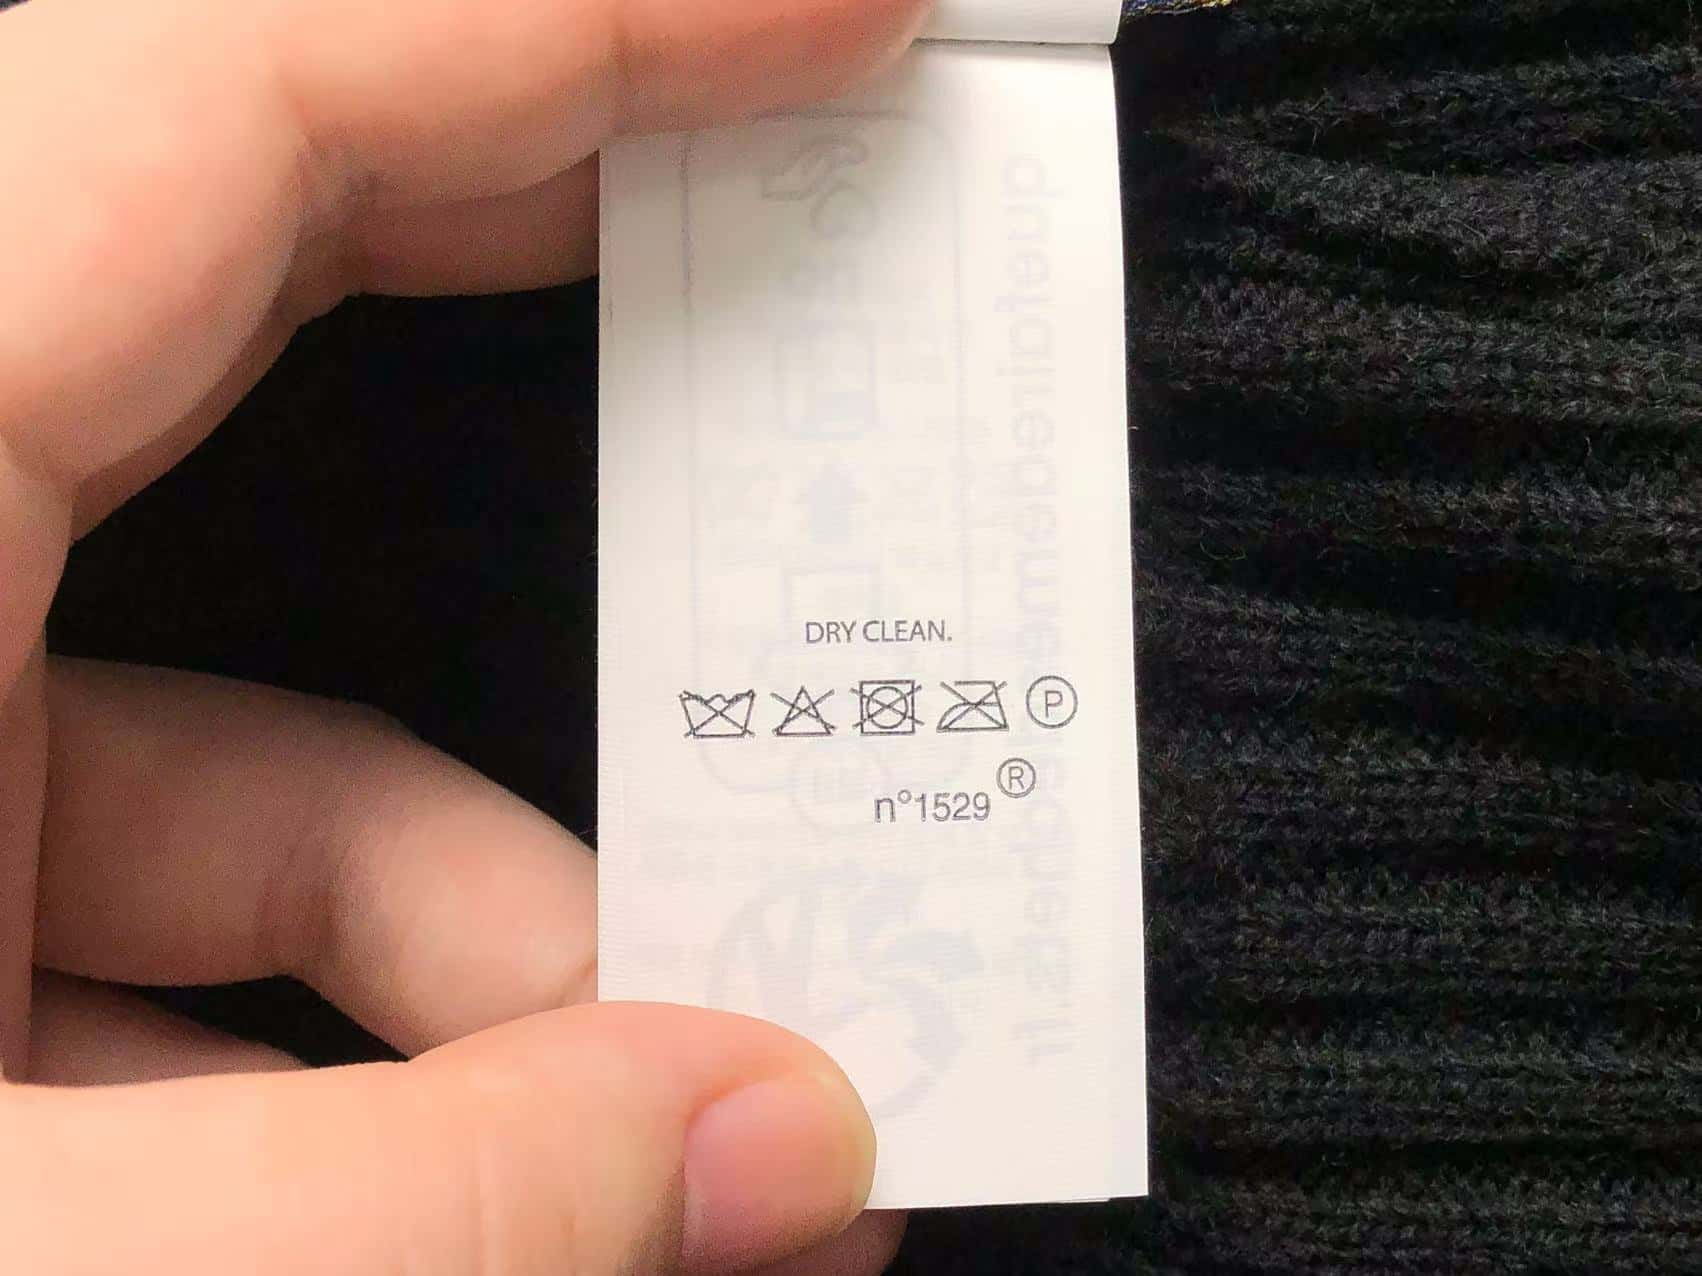 DRY CLEAN.
P
n°1529 ®